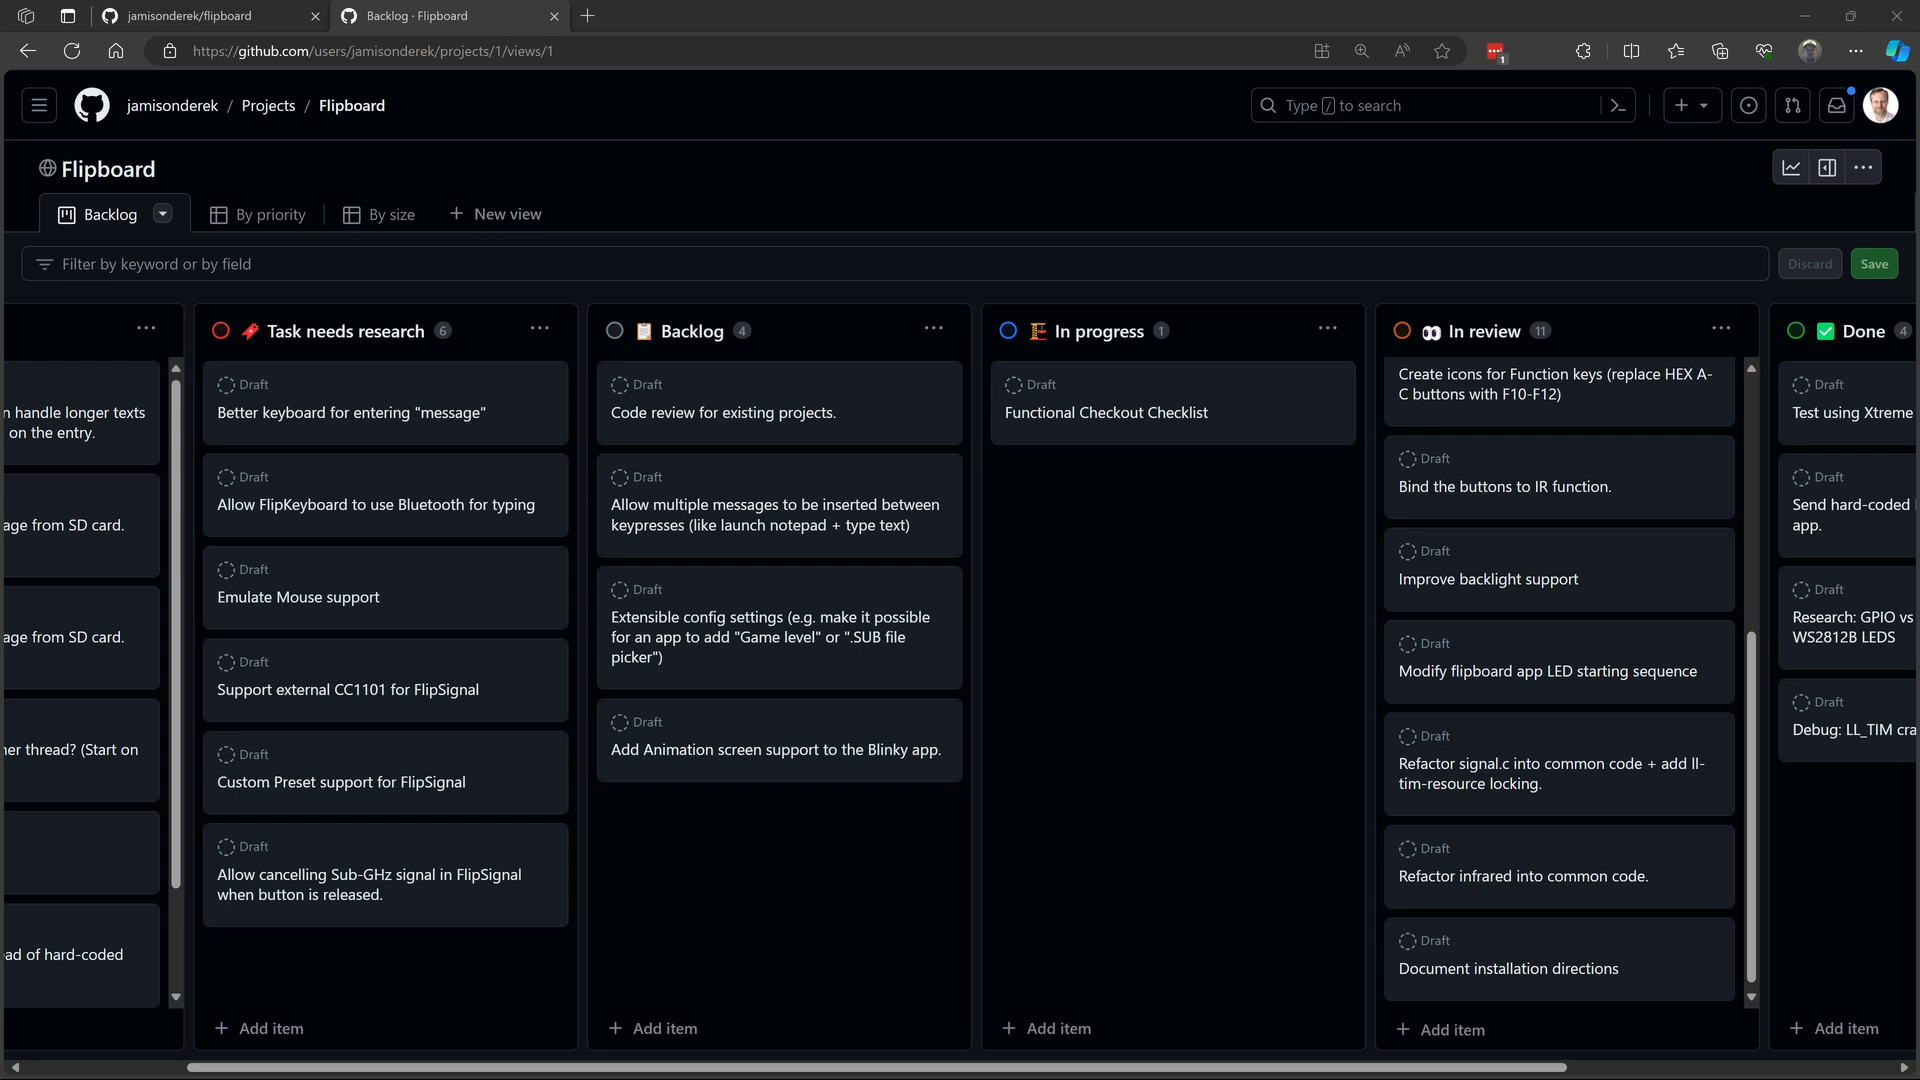 jamisonderek/flipboard
Backlog · Flipboard
https://github.com/users/jamisonderek/projects/1/views/1
1
jamisonderek / Projects / Flipboard
Type / to search
Flipboard
Backlog
By priority
By size
New view
Filter by keyword or by field
Discard
Save
n handle longer texts
on the entry.
age from SD card.
age from SD card.
er thread? (Start on
ad of hard-coded
Task needs research 6
Draft
Better keyboard for entering "message"
Draft
Allow FlipKeyboard to use Bluetooth for typing
Draft
Emulate Mouse support
Draft
Support external CC1101 for FlipSignal
Draft
Custom Preset support for FlipSignal
Draft
Allow cancelling Sub-GHz signal in FlipSignal
when button is released.
Add item
Backlog 4
Draft
Code review for existing projects.
Draft
Allow multiple messages to be inserted between
keypresses (like launch notepad + type text)
Draft
Extensible config settings (e.g. make it possible
for an app to add "Game level" or ".SUB file
picker")
Draft
Add Animation screen support to the Blinky app.
Add item
In progress 1
Draft
Functional Checkout Checklist
Add item
In review 11
Create icons for Function keys (replace HEX A-
C buttons with F10-F12)
Draft
Bind the buttons to IR function.
Draft
Improve backlight support
Draft
Modify flipboard app LED starting sequence
Draft
Refactor signal.c into common code + add ll-
tim-resource locking.
Draft
Refactor infrared into common code.
Draft
Document installation directions
Add item
Done 4
Draft
Test using Xtreme
Draft
Send hard-coded
app.
Draft
Research: GPIO vs
WS2812B LEDS
Draft
Debug: LL_TIM cra
Add item